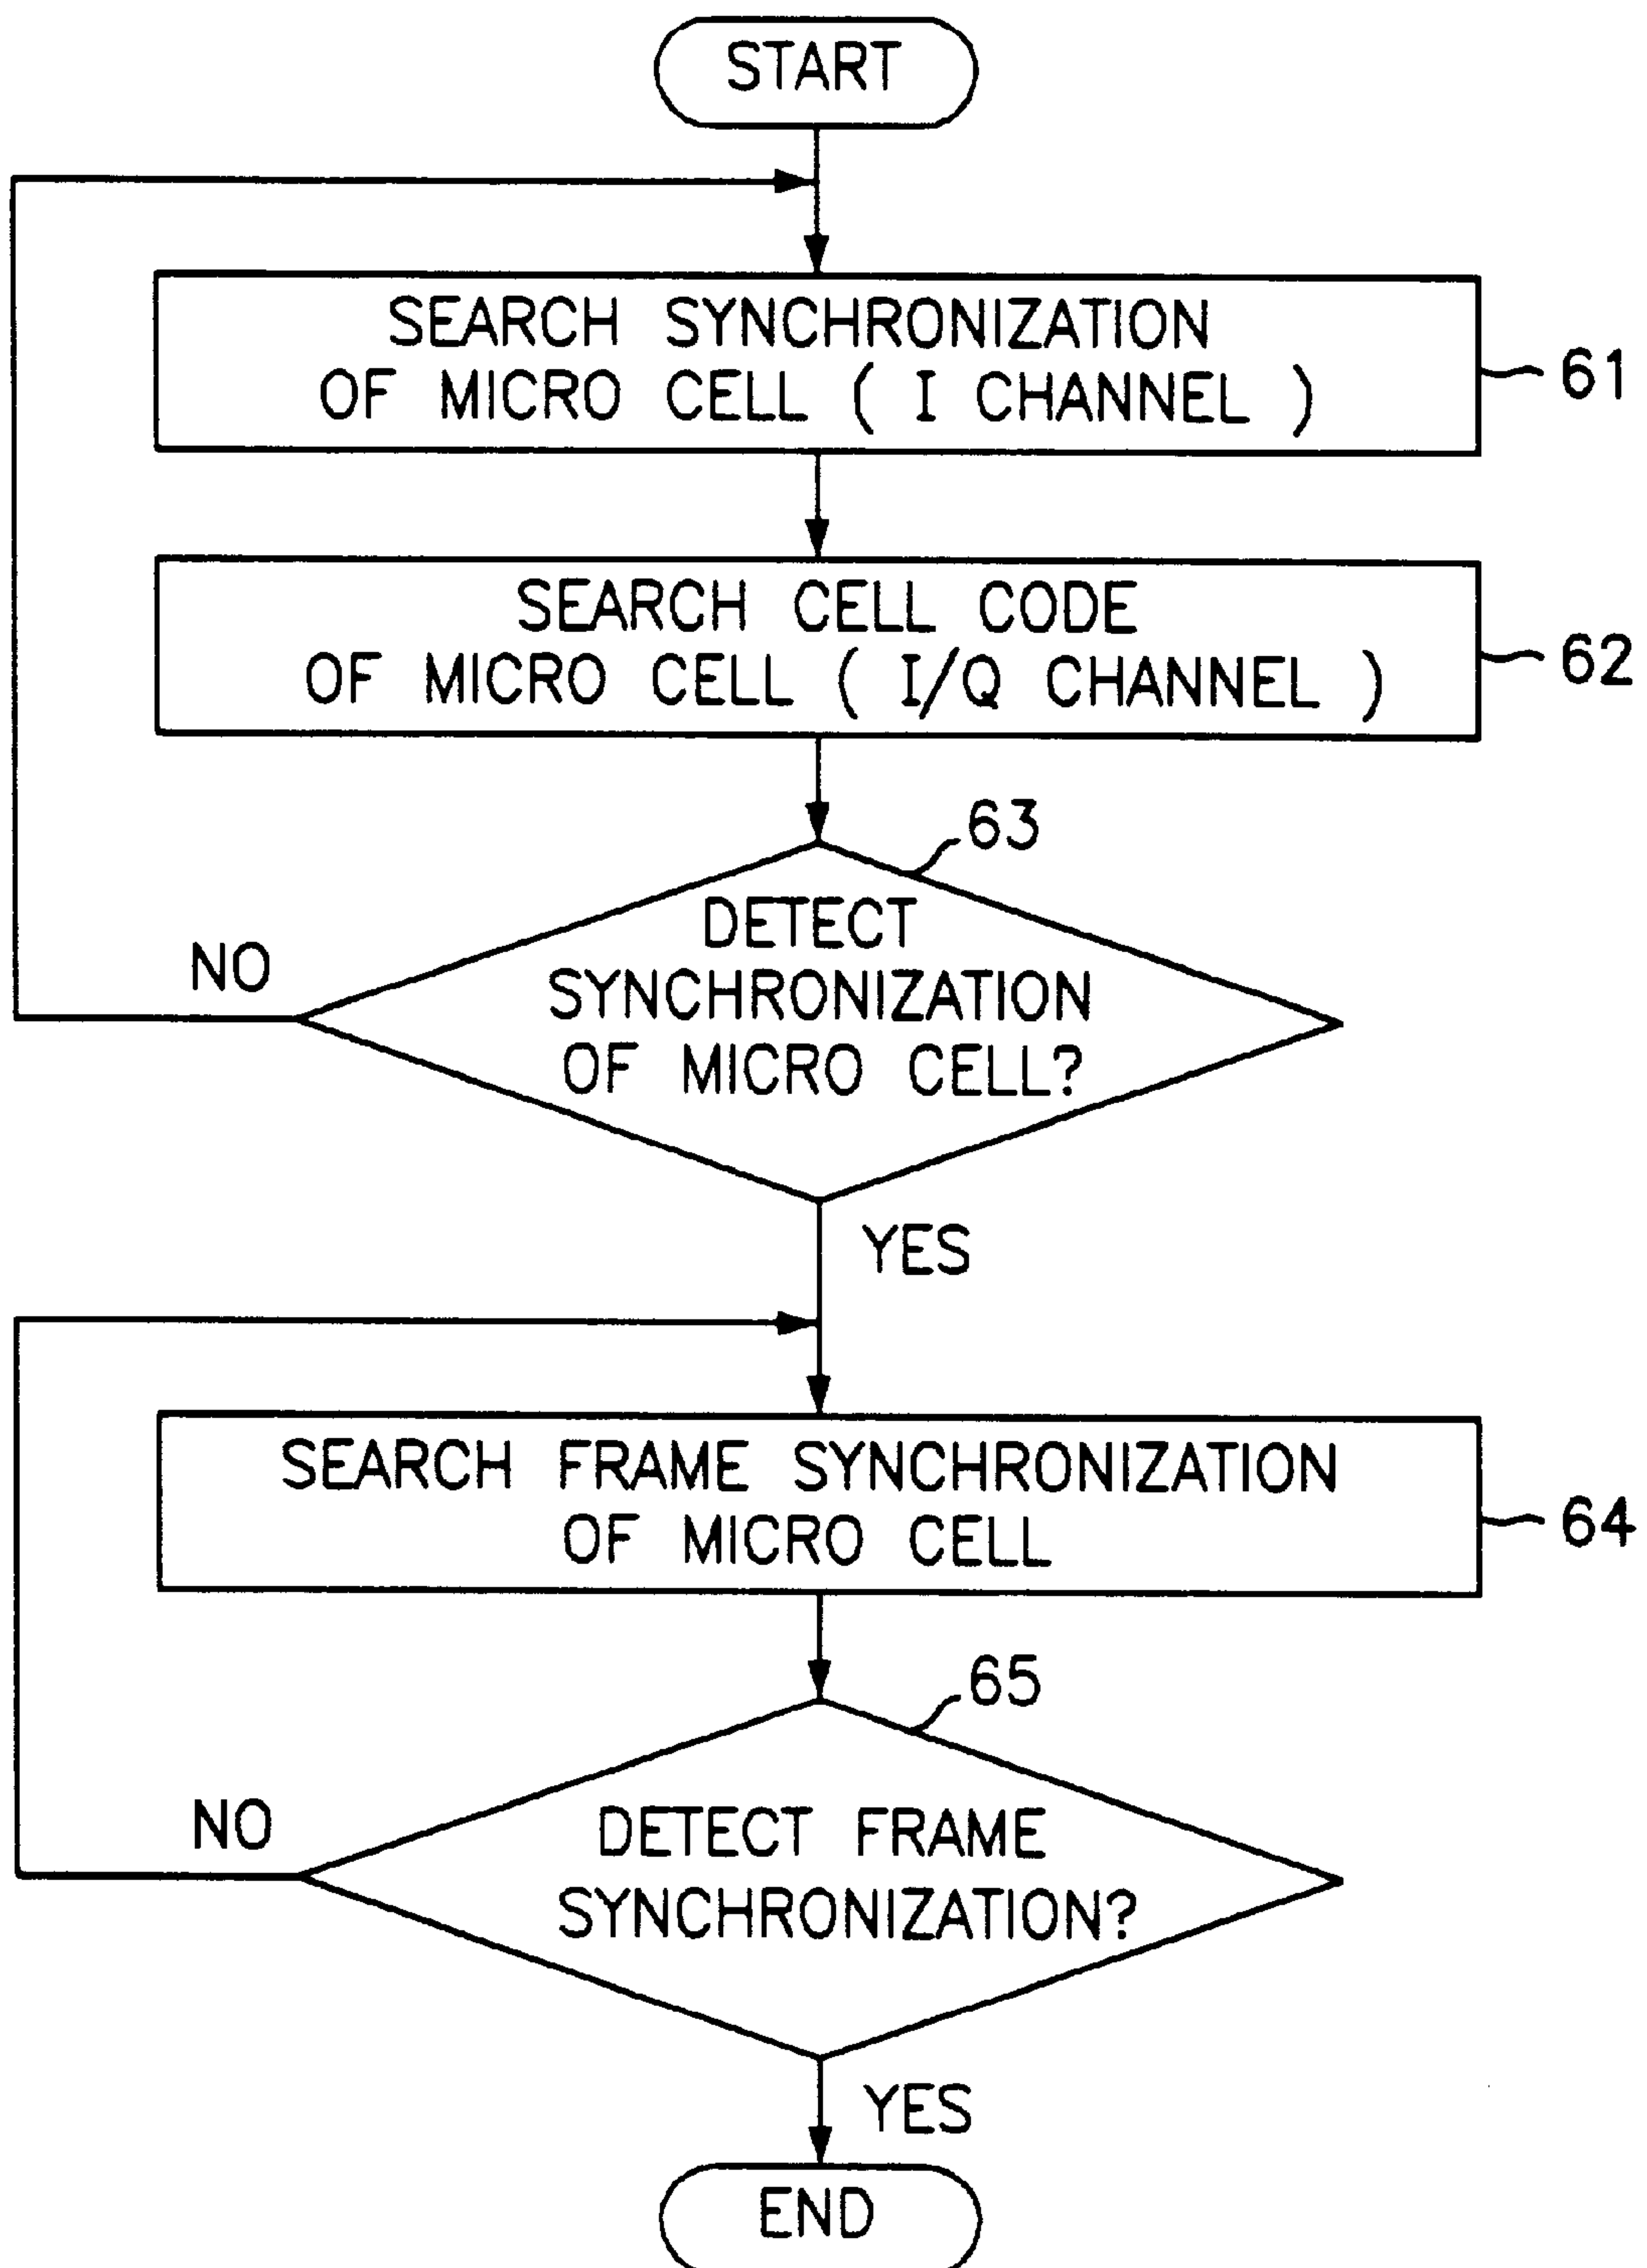 START
SEARCH SYNCHRONIZATION
OF MICRO CELL ( I CHANNEL )
61
SEARCH CELL CODE
OF MICRO CELL ( I/Q CHANNEL )
62
63
DETECT
SYNCHRONIZATION
OF MICRO CELL?
NO
YES
SEARCH FRAME SYNCHRONIZATION
OF MICRO CELL
64
65
DETECT FRAME
SYNCHRONIZATION?
NO
YES
END